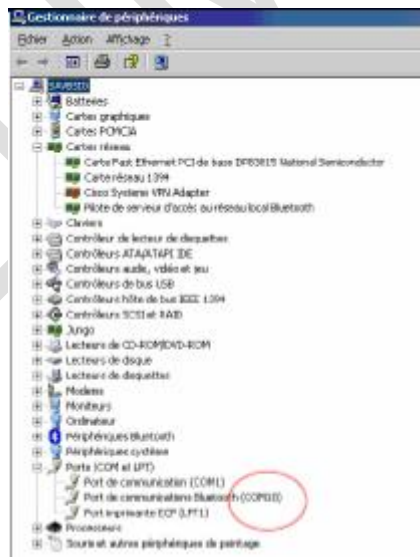 Gestionnaire de périphériques
Fichier Action Affichage ?
Batteries
Cartes graphiques
Cartes PCMCIA
Cartes réseau
Carte Fast Ethernet PCI de base DP83815 National Semiconductor
Carte réseau 1394
Cisco Systems VPN Adapter
Pilote de serveur d'accès au réseau local Bluetooth
Claviers
Contrôleur de lecteur de disquettes
Contrôleurs ATA/ATAPI IDE
Contrôleurs audio, vidéo et jeu
Contrôleurs de bus USB
Contrôleurs hôte de bus IEEE 1394
Contrôleurs SCSI et RAID
Jungo
Lecteurs de CD-ROM/DVD-ROM
Lecteurs de disque
Lecteurs de disquettes
Modems
Moniteurs
Ordinateur
Périphériques Bluetooth
Périphériques système
Ports (COM et LPT)
Port de communication (COM1)
Port de communications Bluetooth
Port imprimante ECP (LPT1)
Processeurs
Souris et autres périphériques de pointage